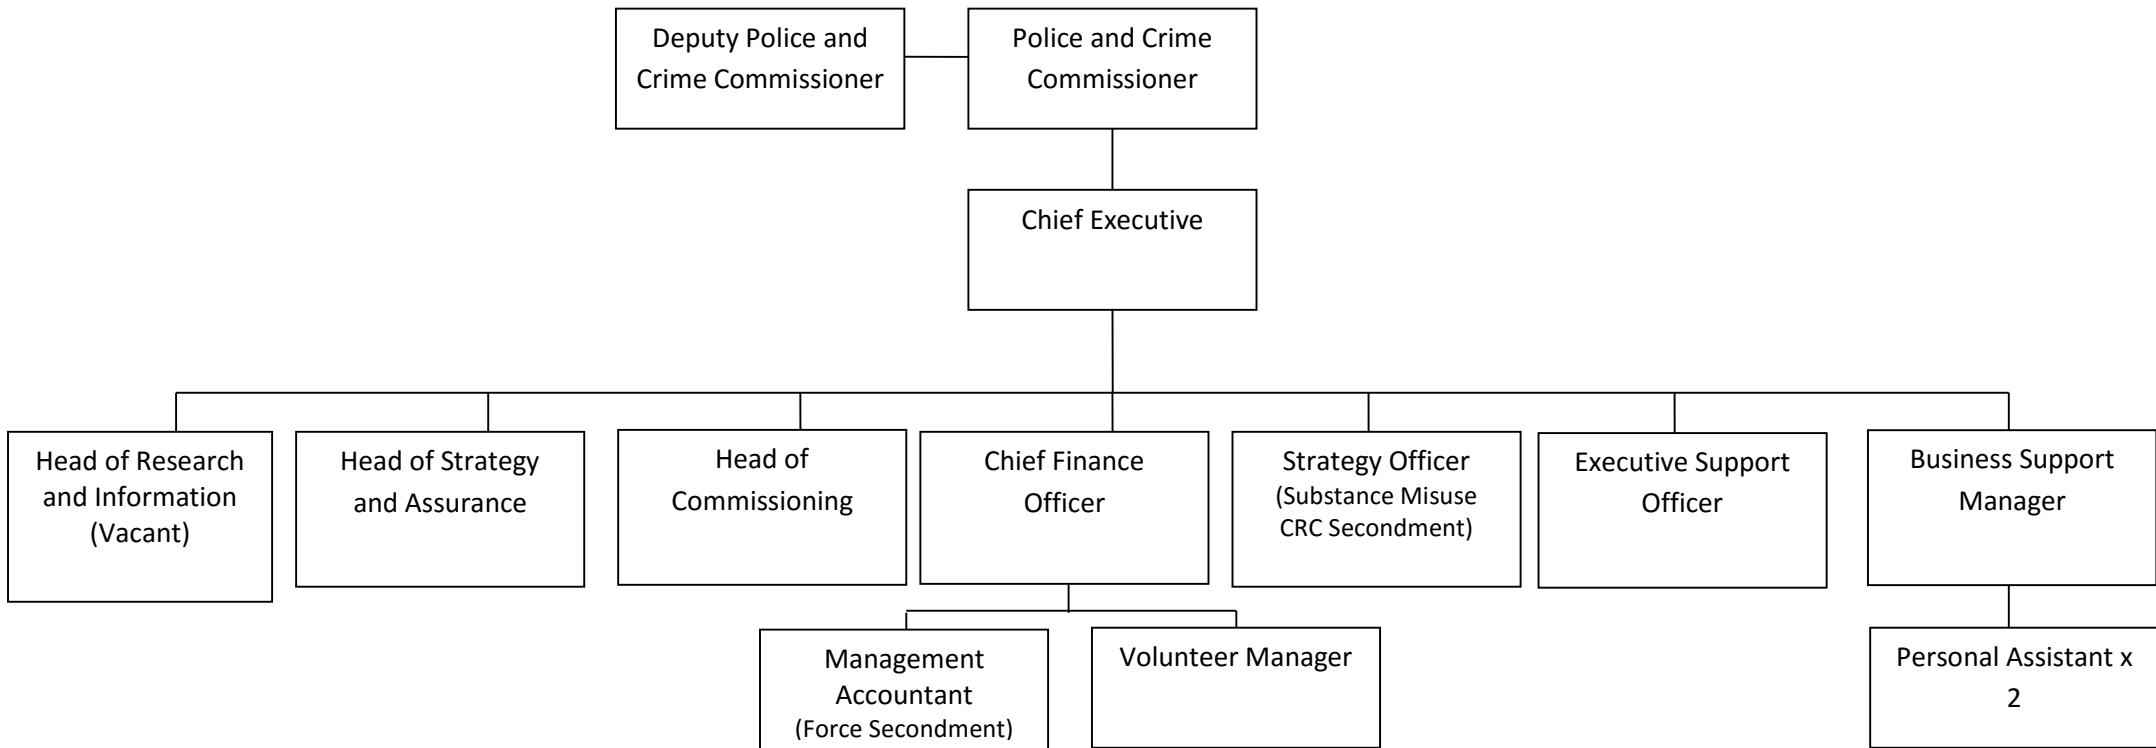 Deputy Police and
Crime Commissioner
Police and Crime
Commissioner
Chief Executive
Head of Research
and Information
(Vacant)
Head of Strategy
and Assurance
Head of
Commissioning
Chief Finance
Officer
Strategy Officer
(Substance Misuse
CRC Secondment)
Executive Support
Officer
Business Support
Manager
Management
Accountant
(Force Secondment)
Volunteer Manager
Personal Assistant x
2